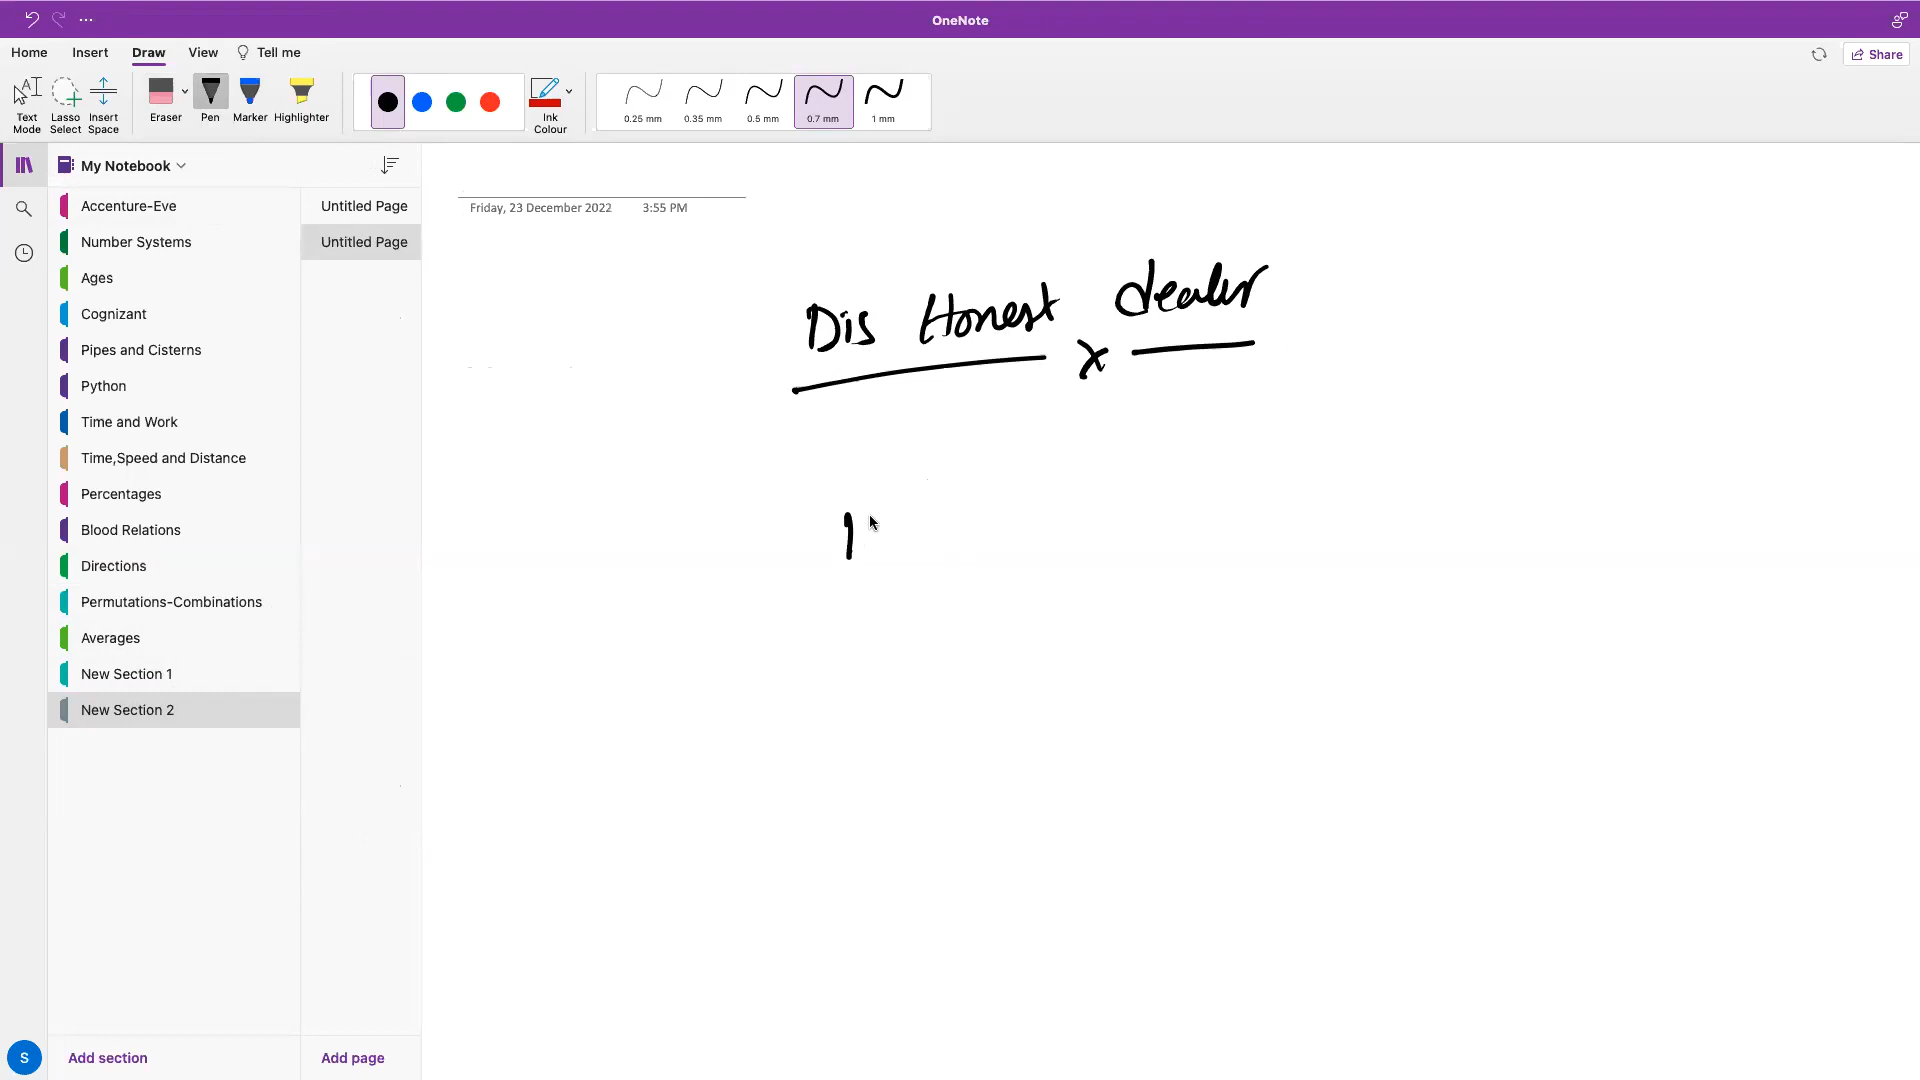 OneNote
Home Insert Draw View Tell me
Share
Text Mode
Lasso Select
Insert Space
Eraser
Pen
Marker
Highlighter
Ink Colour
0.25 mm
0.35 mm
0.5 mm
0.7 mm
1 mm
My Notebook
Accenture-Eve
Number Systems
Ages
Cognizant
Pipes and Cisterns
Python
Time and Work
Time,Speed and Distance
Percentages
Blood Relations
Directions
Permutations-Combinations
Averages
New Section 1
New Section 2
Add section
S
Untitled Page
Untitled Page
Add page
Friday, 23 December 2022 3:55 PM
Dis Honest dealer
x
1